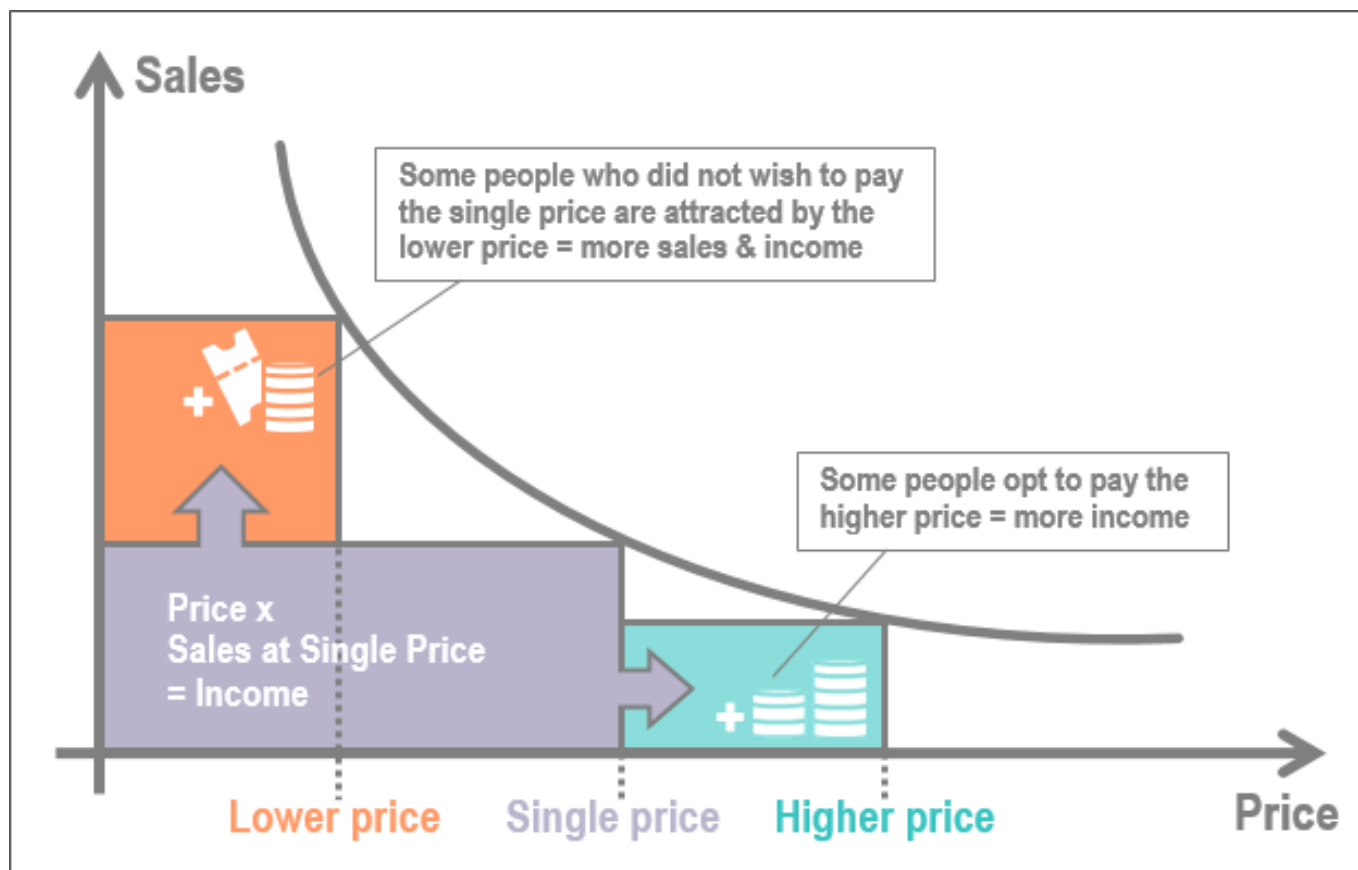 Sales
Some people who did not wish to pay
the single price are attracted by the
lower price = more sales & income
Some people opt to pay the
higher price = more income
Price x
Sales at Single Price
= Income
Lower price
Single price
Higher price
Price